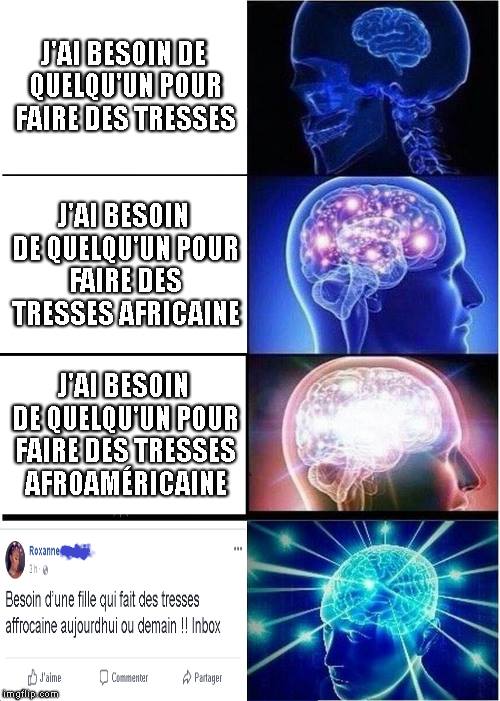 J'AI BESOIN DE
QUELQU'UN POUR
FAIRE DES TRESSES
J'AI BESOIN
DE QUELQU'UN POUR
FAIRE DES
TRESSES AFRICAINE
J'AI BESOIN
DE QUELQU'UN POUR
FAIRE DES TRESSES
AFROAMÉRICAINE
Roxanne
3 h ·
Besoin d'une fille qui fait des tresses
affrocaine aujourdhui ou demain !! Inbox
J'aime Commenter Partager
imgflip.com